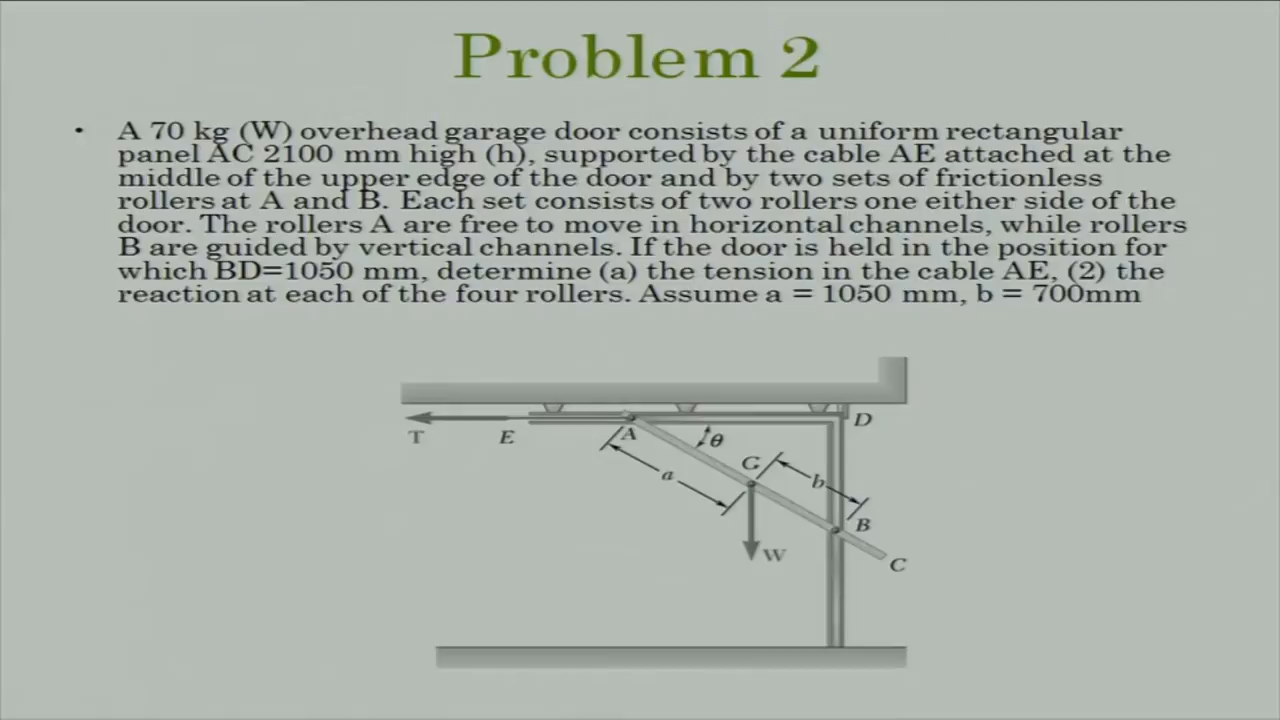 Problem 2
• A 70 kg (W) overhead garage door consists of a uniform rectangular
panel AC 2100 mm high (h), supported by the cable AE attached at the
middle of the upper edge of the door and by two sets of frictionless
rollers at A and B. Each set consists of two rollers one either side of the
door. The rollers A are free to move in horizontal channels, while rollers
B are guided by vertical channels. If the door is held in the position for
which BD=1050 mm, determine (a) the tension in the cable AE, (2) the
reaction at each of the four rollers. Assume a = 1050 mm, b = 700mm
D
T
E
A
θ
G
a
b
B
W
C